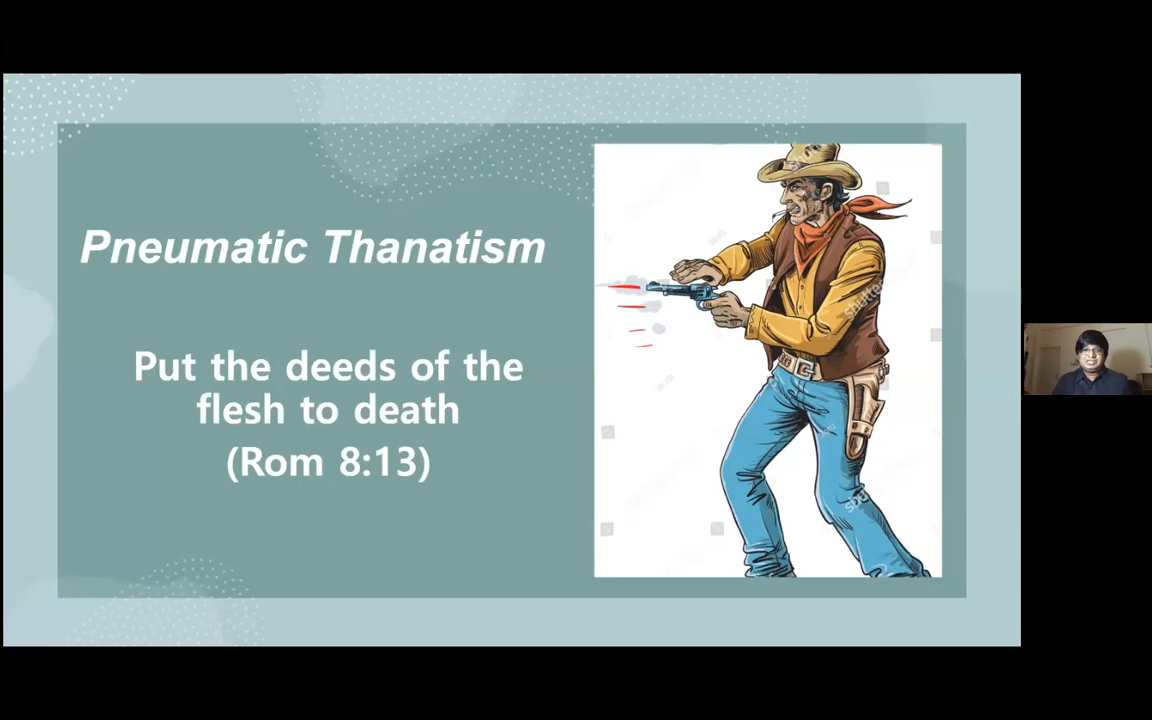 Pneumatic Thanatism
Put the deeds of the
flesh to death
(Rom 8:13)